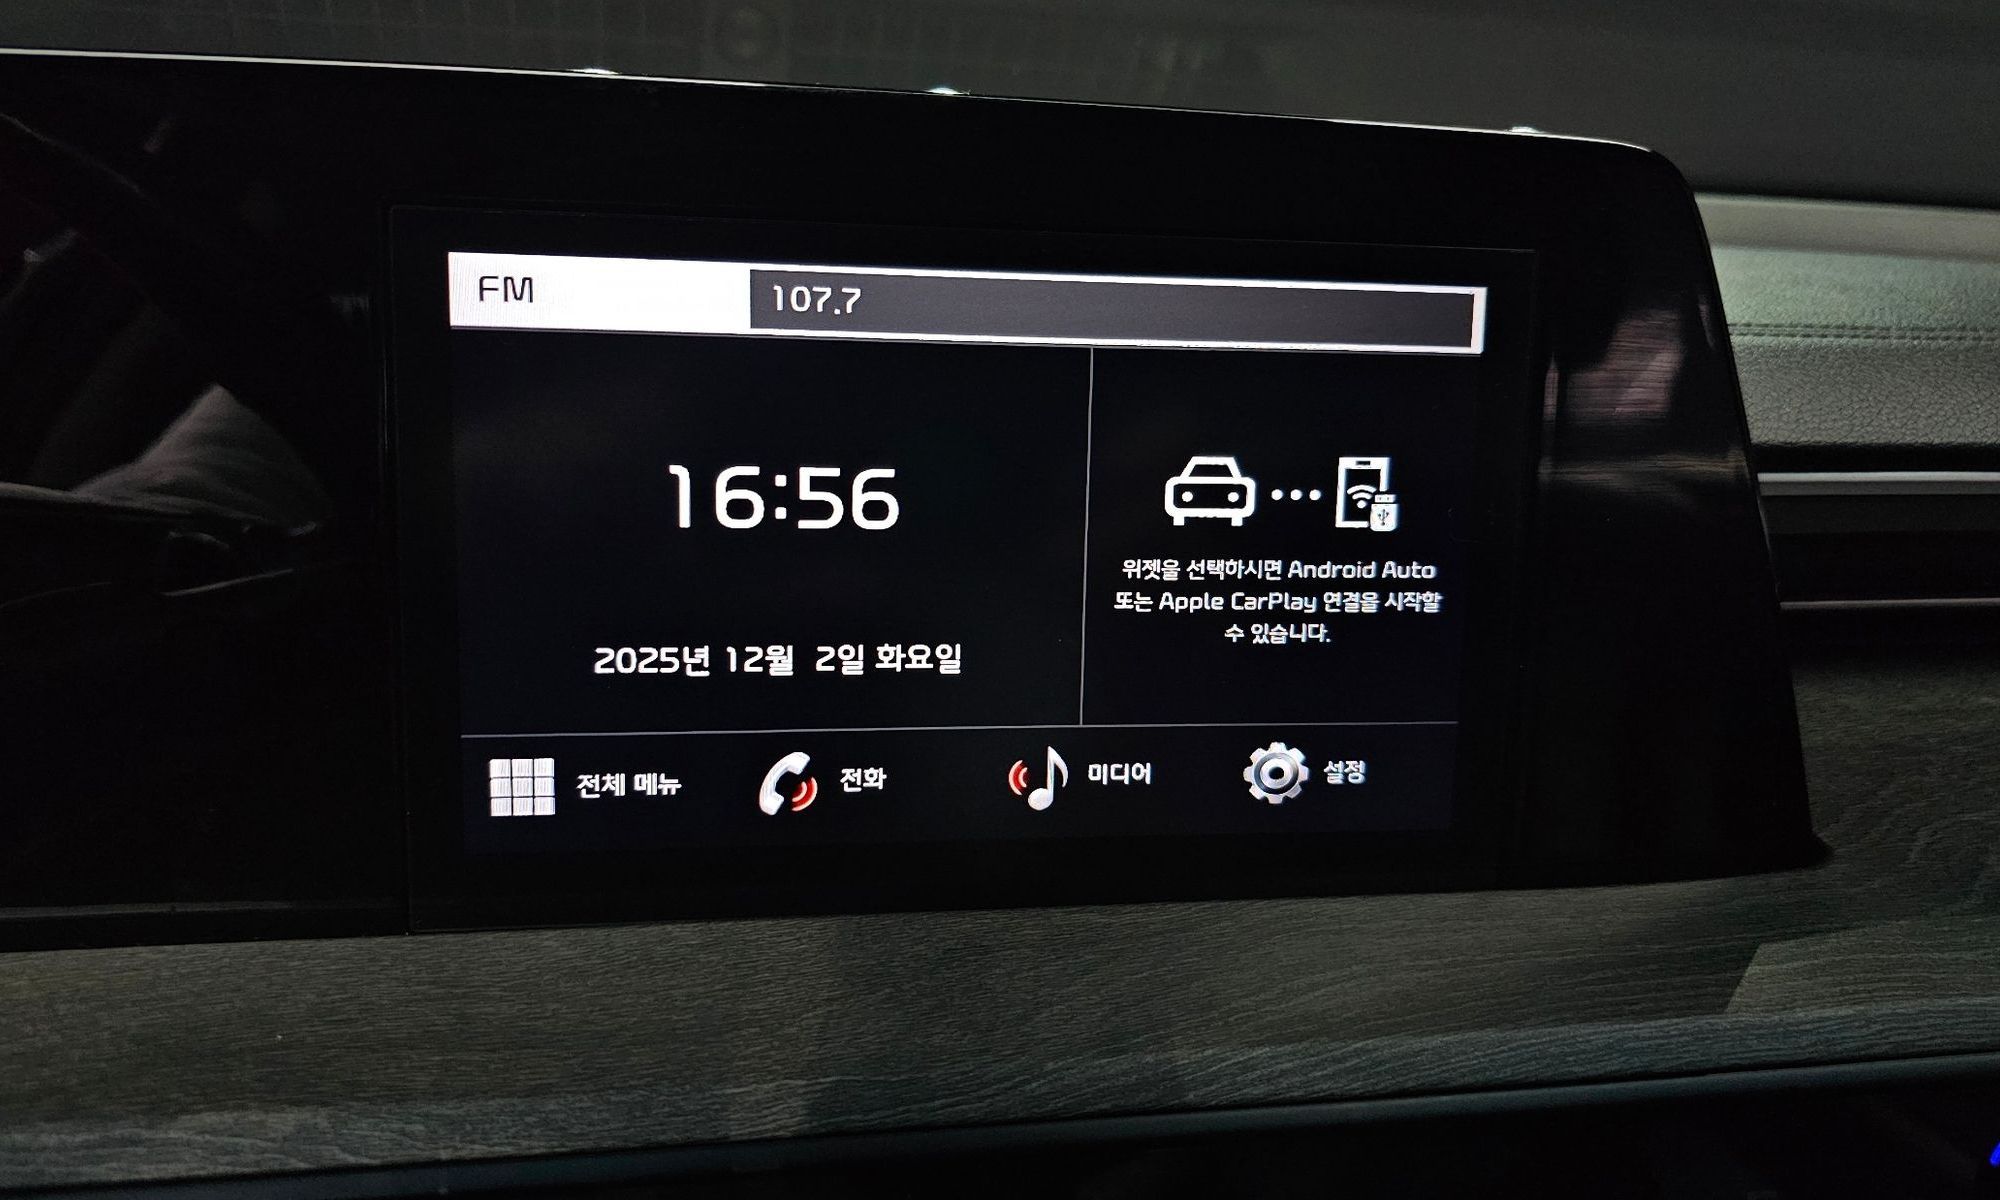 FM
107.7
16:56
2025년 12월 2일 화요일
위젯을 선택하시면 Android Auto
또는 Apple CarPlay 연결을 시작할
수 있습니다.
전체 메뉴
전화
미디어
설정